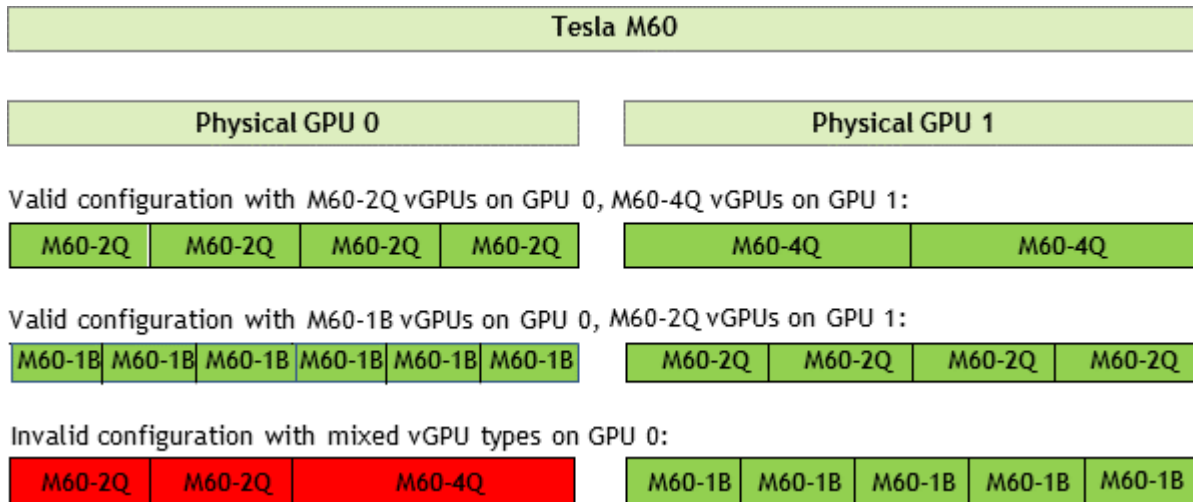 Tesla M60
Physical GPU 0 Physical GPU 1
Valid configuration with M60-2Q vGPUs on GPU 0, M60-4Q vGPUs on GPU 1:
M60-2Q M60-2Q M60-2Q M60-2Q M60-4Q M60-4Q
Valid configuration with M60-1B vGPUs on GPU 0, M60-2Q vGPUs on GPU 1:
M60-1B M60-1B M60-1B M60-1B M60-1B M60-1B M60-2Q M60-2Q M60-2Q M60-2Q
Invalid configuration with mixed vGPU types on GPU 0:
M60-2Q M60-2Q M60-4Q M60-1B M60-1B M60-1B M60-1B M60-1B